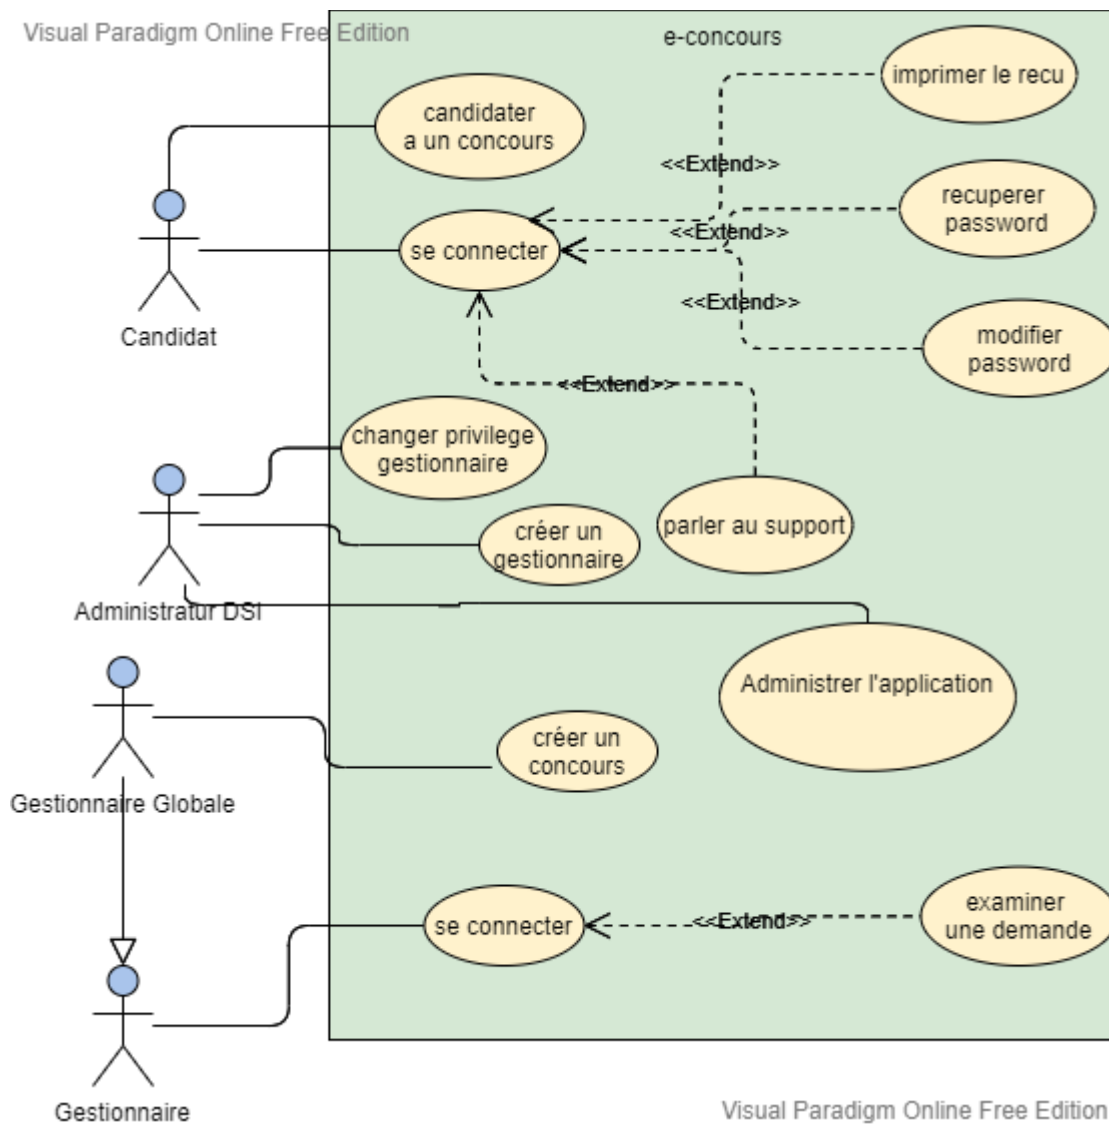 Visual Paradigm Online Free Edition
e-concours
imprimer le recu
candidater
a un concours
<<Extend>>
recuperer
password
<<Extend>>
se connecter
<<Extend>>
Candidat
modifier
password
<<Extend>>
changer privilege
gestionnaire
créer un
gestionnaire
parler au support
Administratur DSI
Administrer l'application
créer un
concours
Gestionnaire Globale
se connecter
<<Extend>>
examiner
une demande
Gestionnaire
Visual Paradigm Online Free Edition